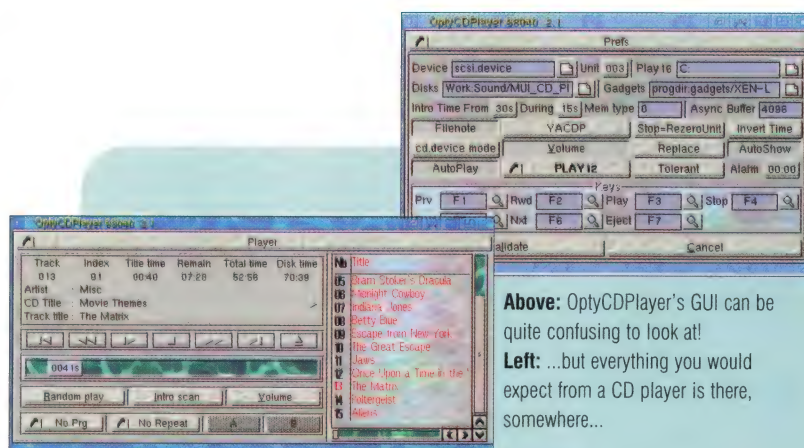 OptyCDPlayer 68040 2.1
Prefs
Device scsi.device Unit 003 Play16 C:
Disks Work:Sound/MUI_CD_Pl Gadgets progdir:gadgets/XEN-L
Intro Time From 30s During 15s Mem type 0 Async Buffer 4096
Filenote YACDP Stop=RezeroUnit Invert Time
cd.device mode Volume Replace AutoShow
AutoPlay PLAY12 Tolerant Alarm 00:00
Keys
Prv F1 Rwd F2 Play F3 Stop F4
Nxt F6 Eject F7
alidate Cancel
OptyCDPlayer 68040 2.1
Player
Track Index Title time Remain Total time Disk time
013 01 00:40 07:28 52:58 70:39
Artist : Misc
CD Title : Movie Themes
Track title : The Matrix
004 1s
Random play Intro scan Volume
No Prg No Repeat A B
Nb Title
05 Bram Stoker's Dracula
06 Midnight Cowboy
07 Indiana Jones
08 Betty Blue
09 Escape from New York
10 The Great Escape
11 Jaws
12 Once Upon a Time in the
13 The Matrix
14 Poltergeist
15 Aliens
Above: OptyCDPlayer's GUI can be
quite confusing to look at!
Left: ...but everything you would
expect from a CD player is there,
somewhere...